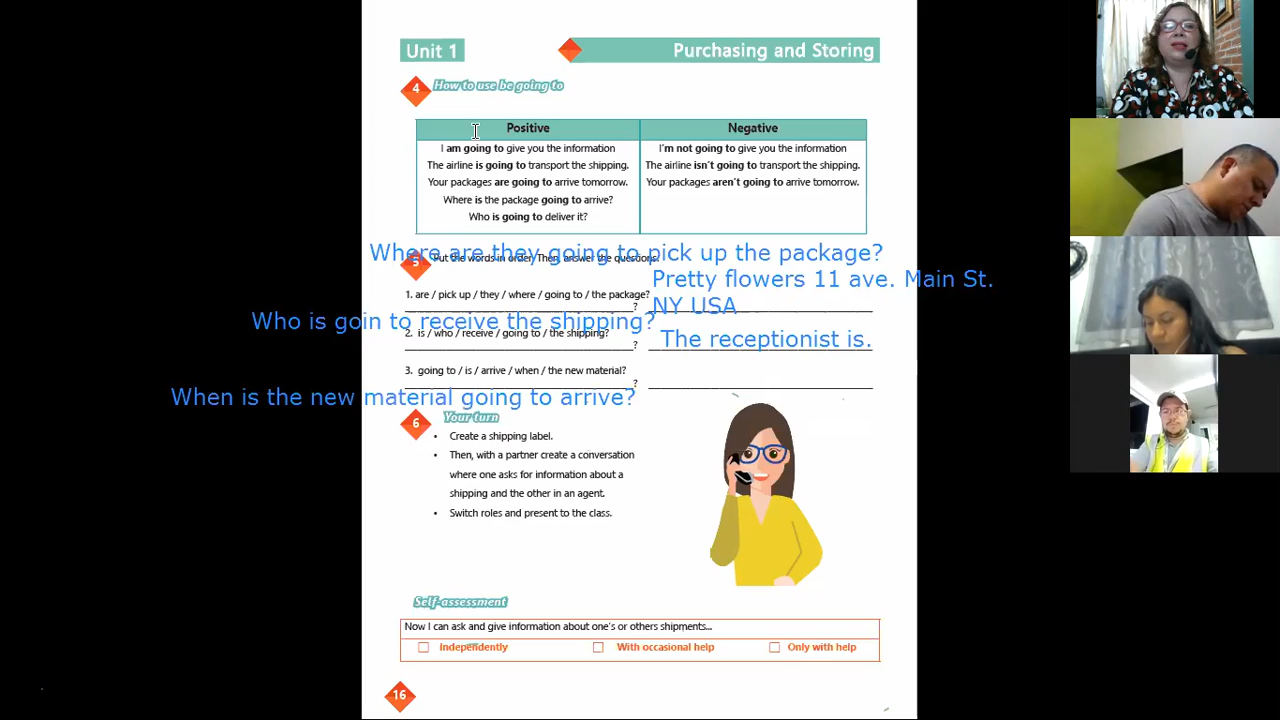 Unit 1
Purchasing and Storing
4 How to use be going to
Positive
Negative
I am going to give you the information
I'm not going to give you the information
The airline is going to transport the shipping.
The airline isn't going to transport the shipping.
Your packages are going to arrive tomorrow.
Your packages aren't going to arrive tomorrow.
Where is the package going to arrive?
Who is going to deliver it?
Where are they going to pick up the package?
5 Put the words in order. Then, answer the questions.
Pretty flowers 11 ave. Main St.
NY USA
1. are / pick up / they / where / going to / the package?
?
Who is goin to receive the shipping?
2. is / who / receive / going to / the shipping?
The receptionist is.
?
3. going to / is / arrive / when / the new material?
?
When is the new material going to arrive?
6 Your turn
• Create a shipping label.
• Then, with a partner create a conversation
where one asks for information about a
shipping and the other in an agent.
• Switch roles and present to the class.
Self-assessment
Now I can ask and give information about one's or others shipments...
Independently
With occasional help
Only with help
16